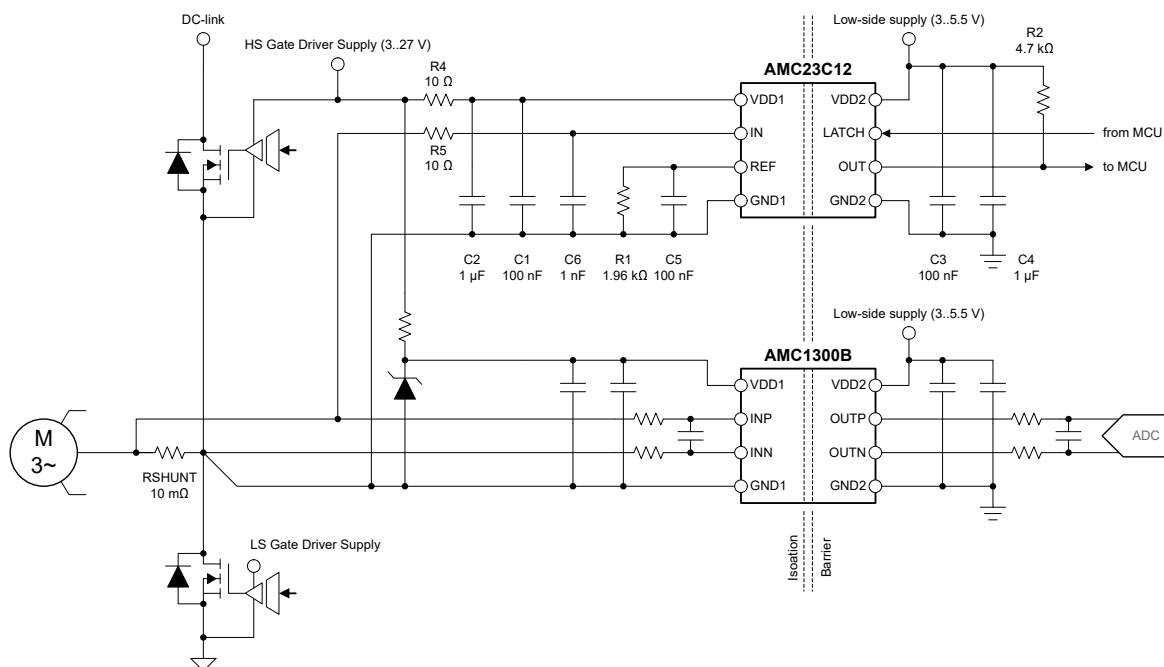 DC-link
HS Gate Driver Supply (3..27 V)
R4
10 Ω
R5
10 Ω
Low-side supply (3..5.5 V)
R2
4.7 kΩ
AMC23C12
VDD1
IN
REF
GND1
VDD2
LATCH
OUT
GND2
from MCU
to MCU
C2
1 µF
C1
100 nF
C6
1 nF
R1
1.96 kΩ
C5
100 nF
C3
100 nF
C4
1 µF
Low-side supply (3..5.5 V)
AMC1300B
VDD1
INP
INN
GND1
VDD2
OUTP
OUTN
GND2
ADC
M
3~
RSHUNT
10 mΩ
LS Gate Driver Supply
Isoation
Barrier